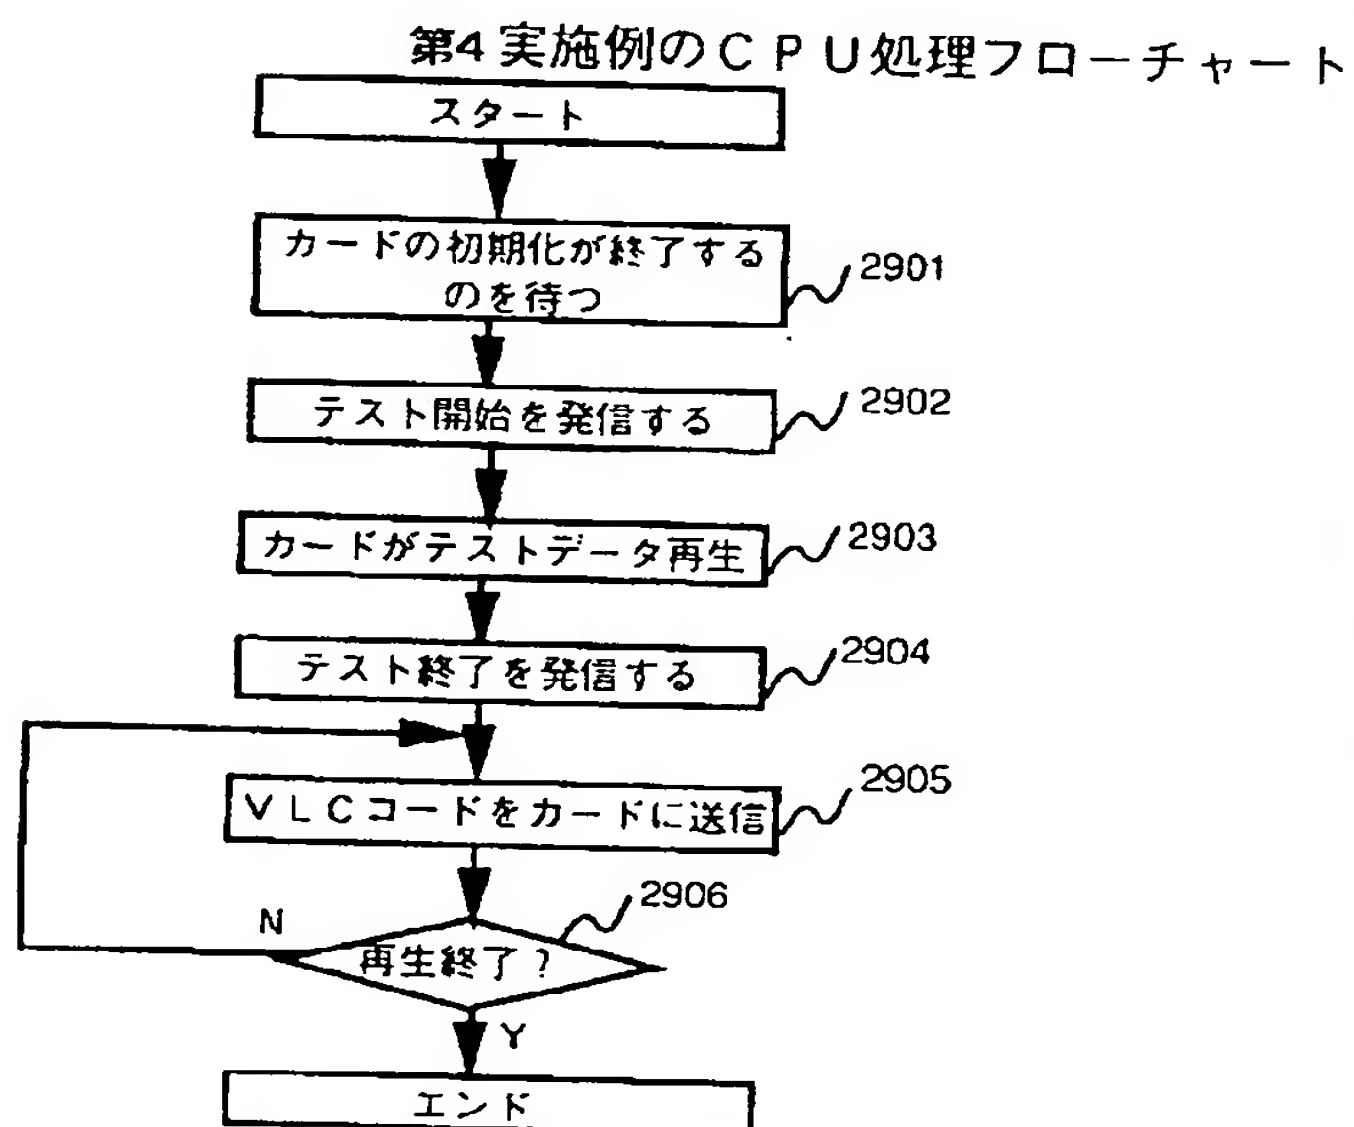 第4実施例のCPU処理フローチャート
スタート
カードの初期化が終了する
のを待つ
2901
テスト開始を発信する
2902
カードがテストデータ再生
2903
テスト終了を発信する
2904
VLCコードをカードに送信
2905
2906
N
再生終了?
Y
エンド